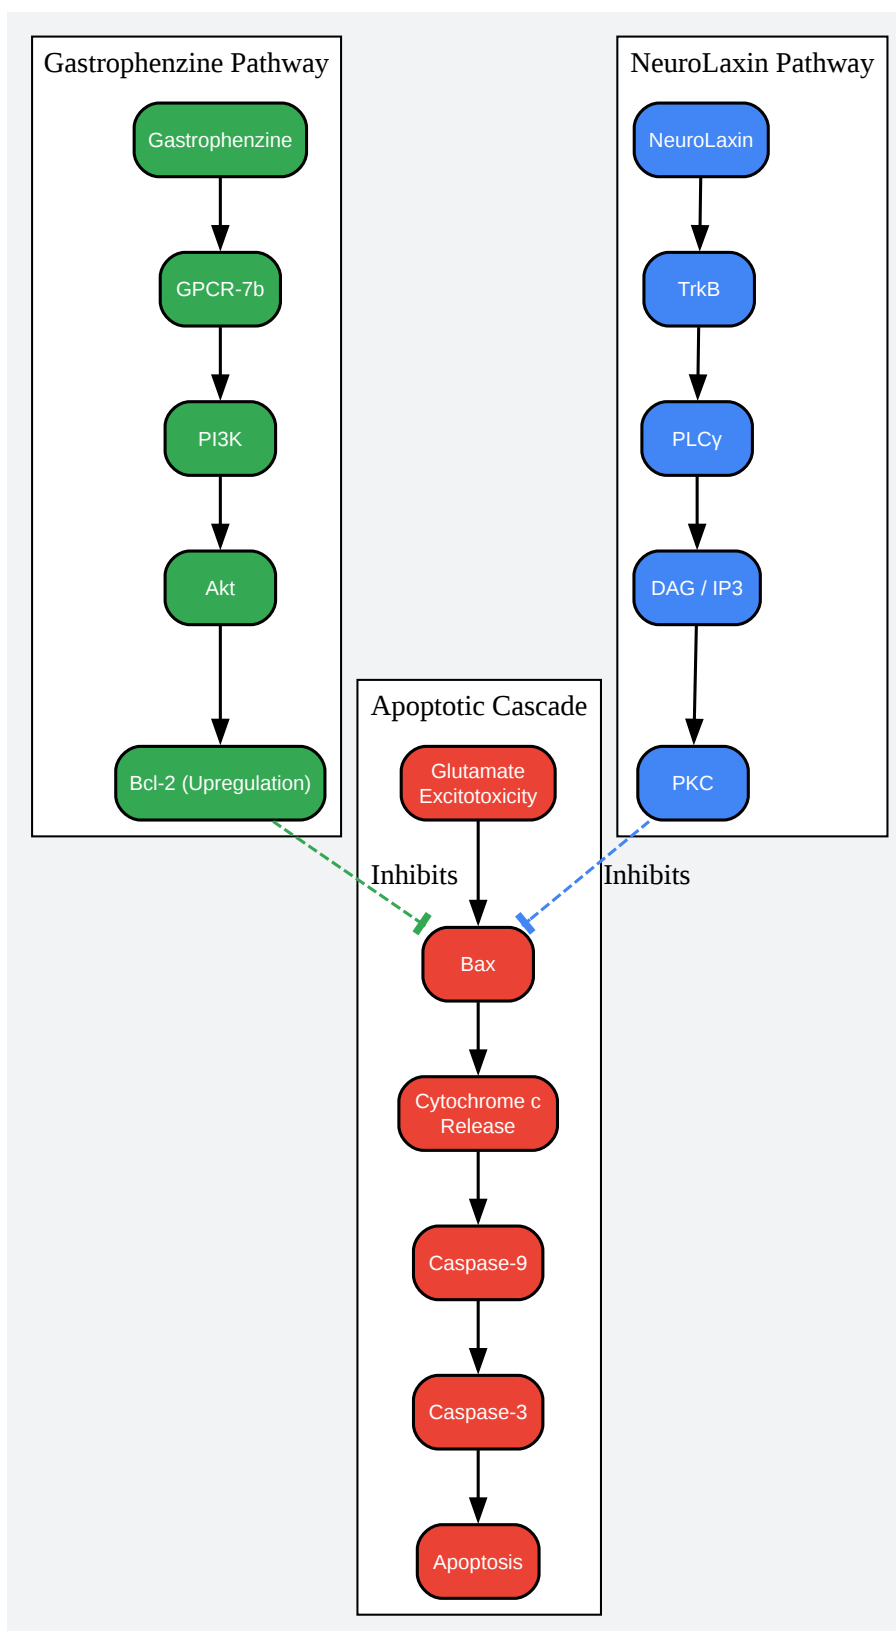 Gastrophenzine Pathway
Gastrophenzine
GPCR-7b
PI3K
Akt
Bcl-2 (Upregulation)
NeuroLaxin Pathway
NeuroLaxin
TrkB
PLCγ
DAG / IP3
PKC
Inhibits
Inhibits
Apoptotic Cascade
Glutamate
Excitotoxicity
Bax
Cytochrome c
Release
Caspase-9
Caspase-3
Apoptosis